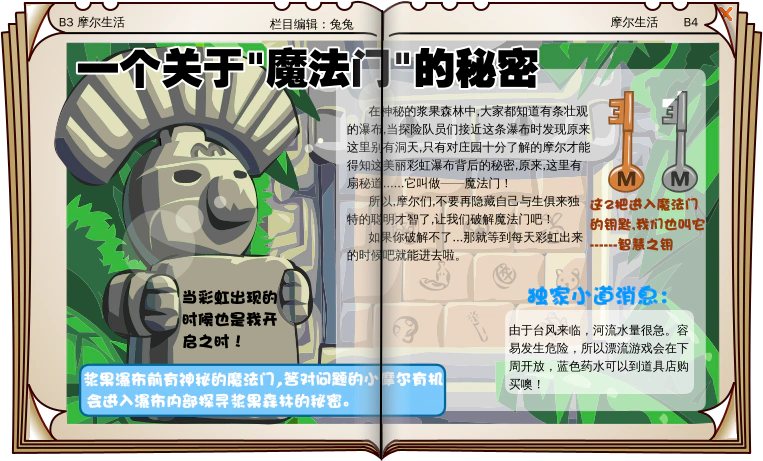 B3 摩尔生活
栏目编辑：兔兔
摩尔生活
B4
一个关于"魔法门"的秘密
在神秘的浆果森林中,大家都知道有条壮观
的瀑布,当探险队员们接近这条瀑布时发现原来
这里别有洞天,只有对庄园十分了解的摩尔才能
得知这美丽彩虹瀑布背后的秘密,原来,这里有
扇秘道......它叫做——魔法门！
所以,摩尔们,不要再隐藏自己与生俱来独
特的聪明才智了,让我们破解魔法门吧！
如果你破解不了...那就等到每天彩虹出来
的时候吧就能进去啦。
M
M
这2把进入魔法门
的钥匙,我们也叫它
------智慧之钥
当彩虹出现的
时候也是我开
启之时！
独家小道消息：
由于台风来临，河流水量很急。容
易发生危险，所以漂流游戏会在下
周开放，蓝色药水可以到道具店购
买噢！
浆果瀑布前有神秘的魔法门,答对问题的小摩尔有机
会进入瀑布内部探寻浆果森林的秘密。